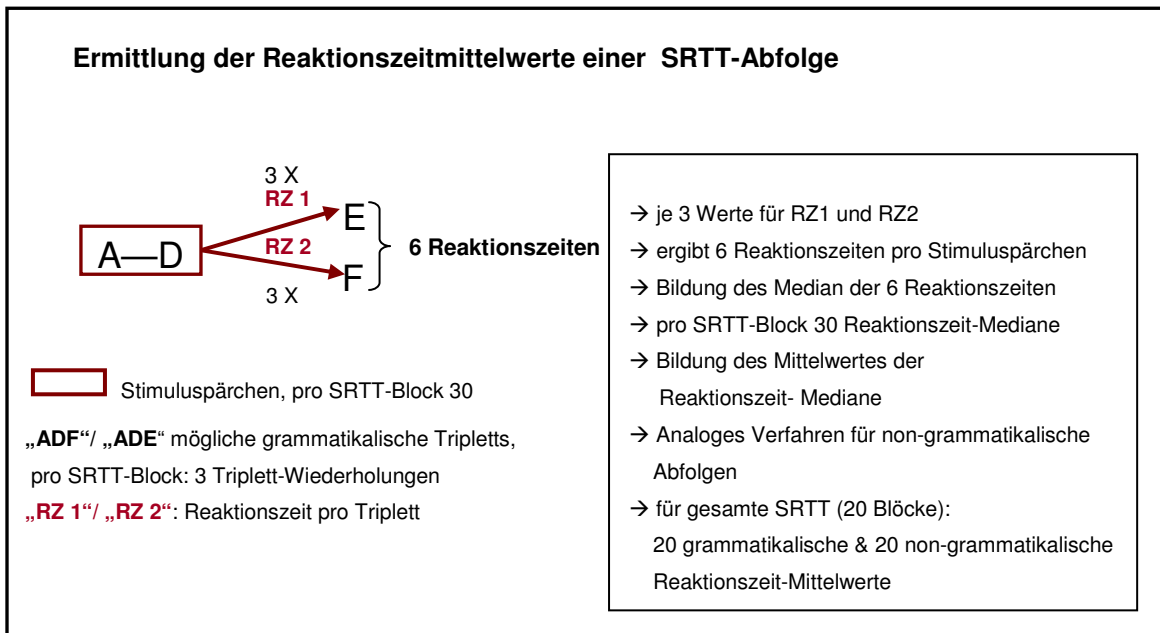 Ermittlung der Reaktionszeitmittelwerte einer SRTT-Abfolge
3 X
RZ 1
A—D
RZ 2
E
F
3 X
6 Reaktionszeiten
Stimuluspärchen, pro SRTT-Block 30
„ADF“/ „ADE“ mögliche grammatikalische Tripletts,
pro SRTT-Block: 3 Triplett-Wiederholungen
„RZ 1“/ „RZ 2“: Reaktionszeit pro Triplett
→ je 3 Werte für RZ1 und RZ2
→ ergibt 6 Reaktionszeiten pro Stimuluspärchen
→ Bildung des Median der 6 Reaktionszeiten
→ pro SRTT-Block 30 Reaktionszeit-Mediane
→ Bildung des Mittelwertes der
Reaktionszeit- Mediane
→ Analoges Verfahren für non-grammatikalische
Abfolgen
→ für gesamte SRTT (20 Blöcke):
20 grammatikalische & 20 non-grammatikalische
Reaktionszeit-Mittelwerte